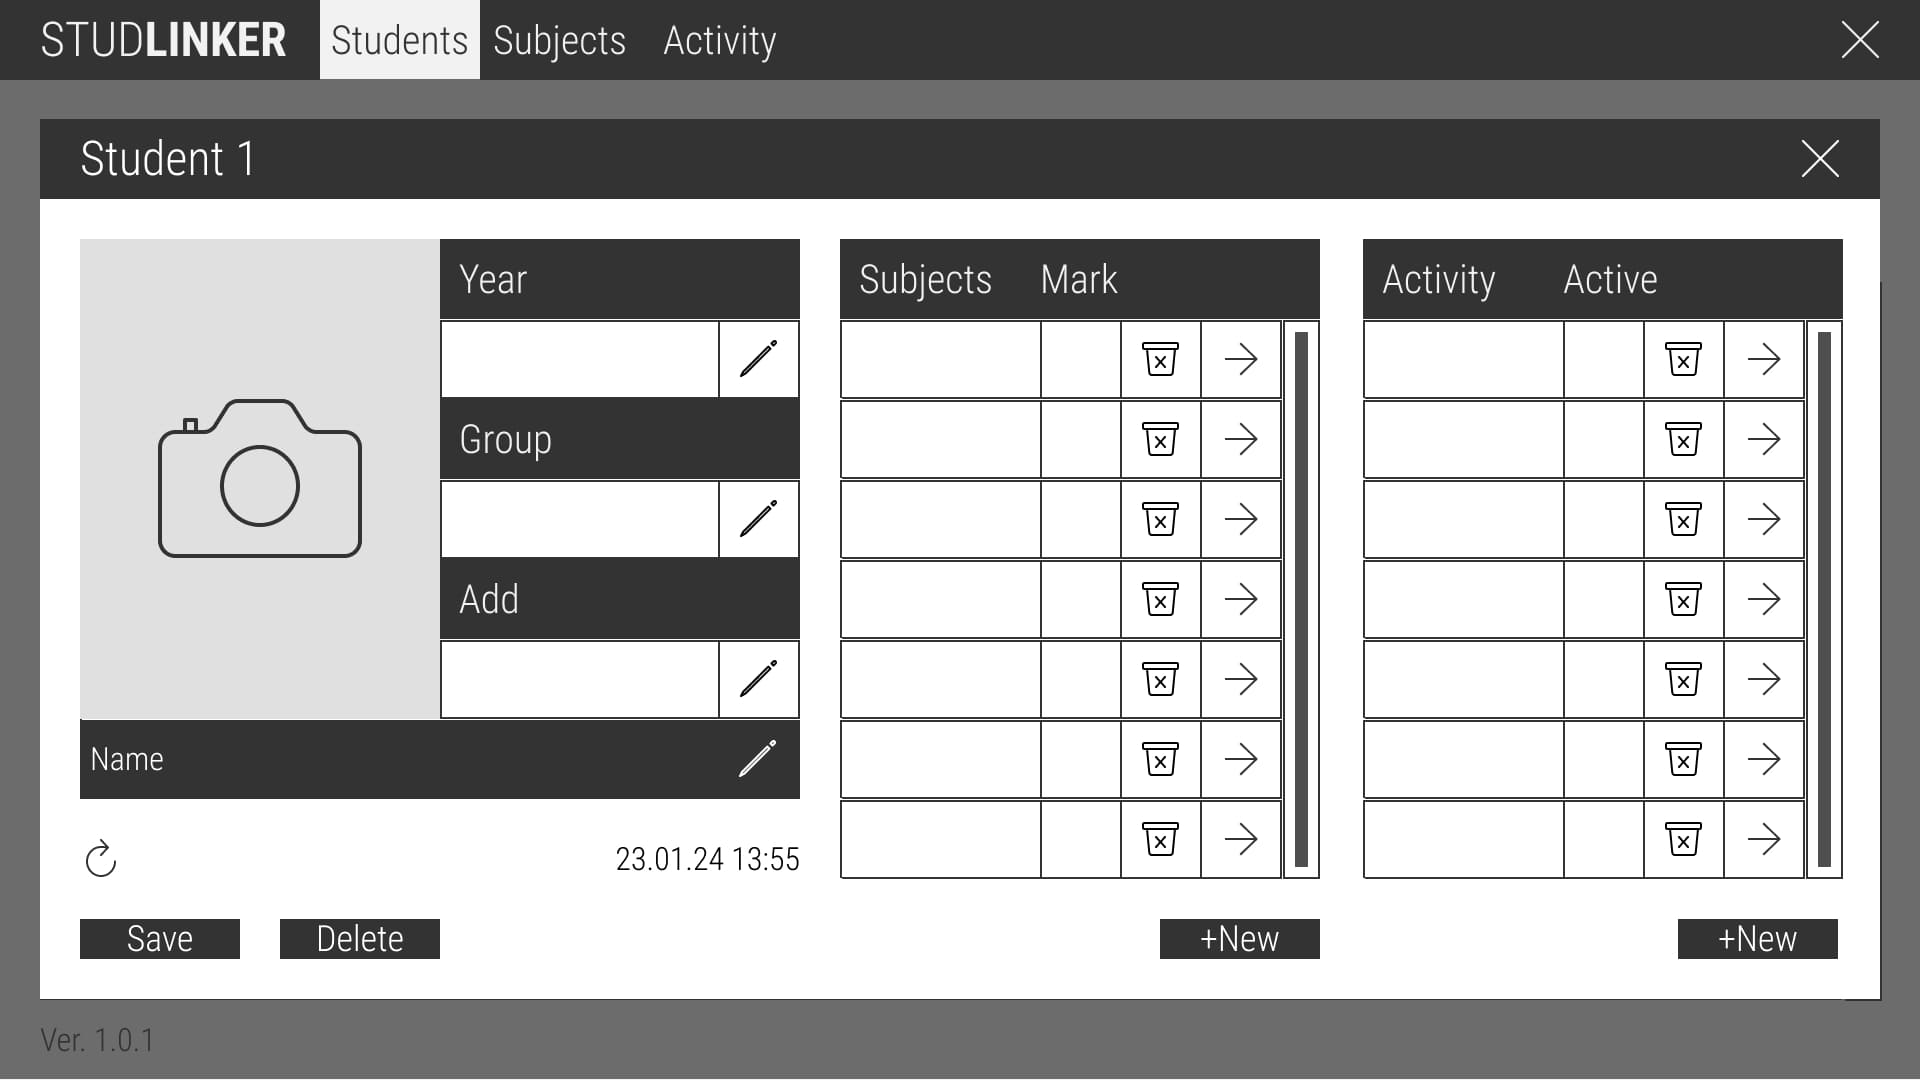 STUDLINKER Students Subjects Activity
Student 1
Year
Group
Add
Name
23.01.24 13:55
Save Delete
Subjects Mark
+New
Activity Active
+New
Ver. 1.0.1